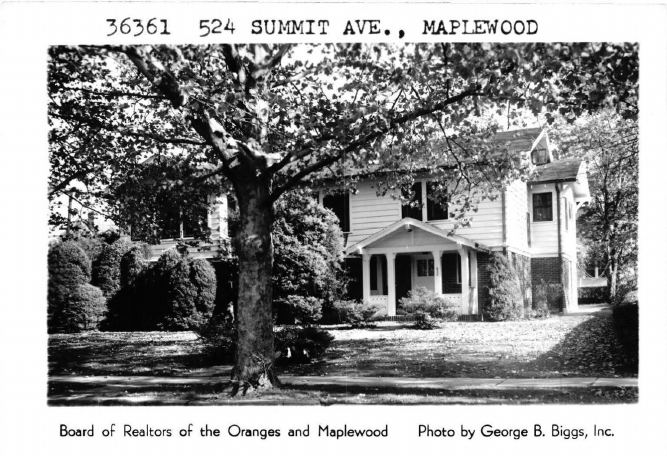 36361 524 SUMMIT AVE., MAPLEWOOD
Board of Realtors of the Oranges and Maplewood Photo by George B. Biggs, Inc.